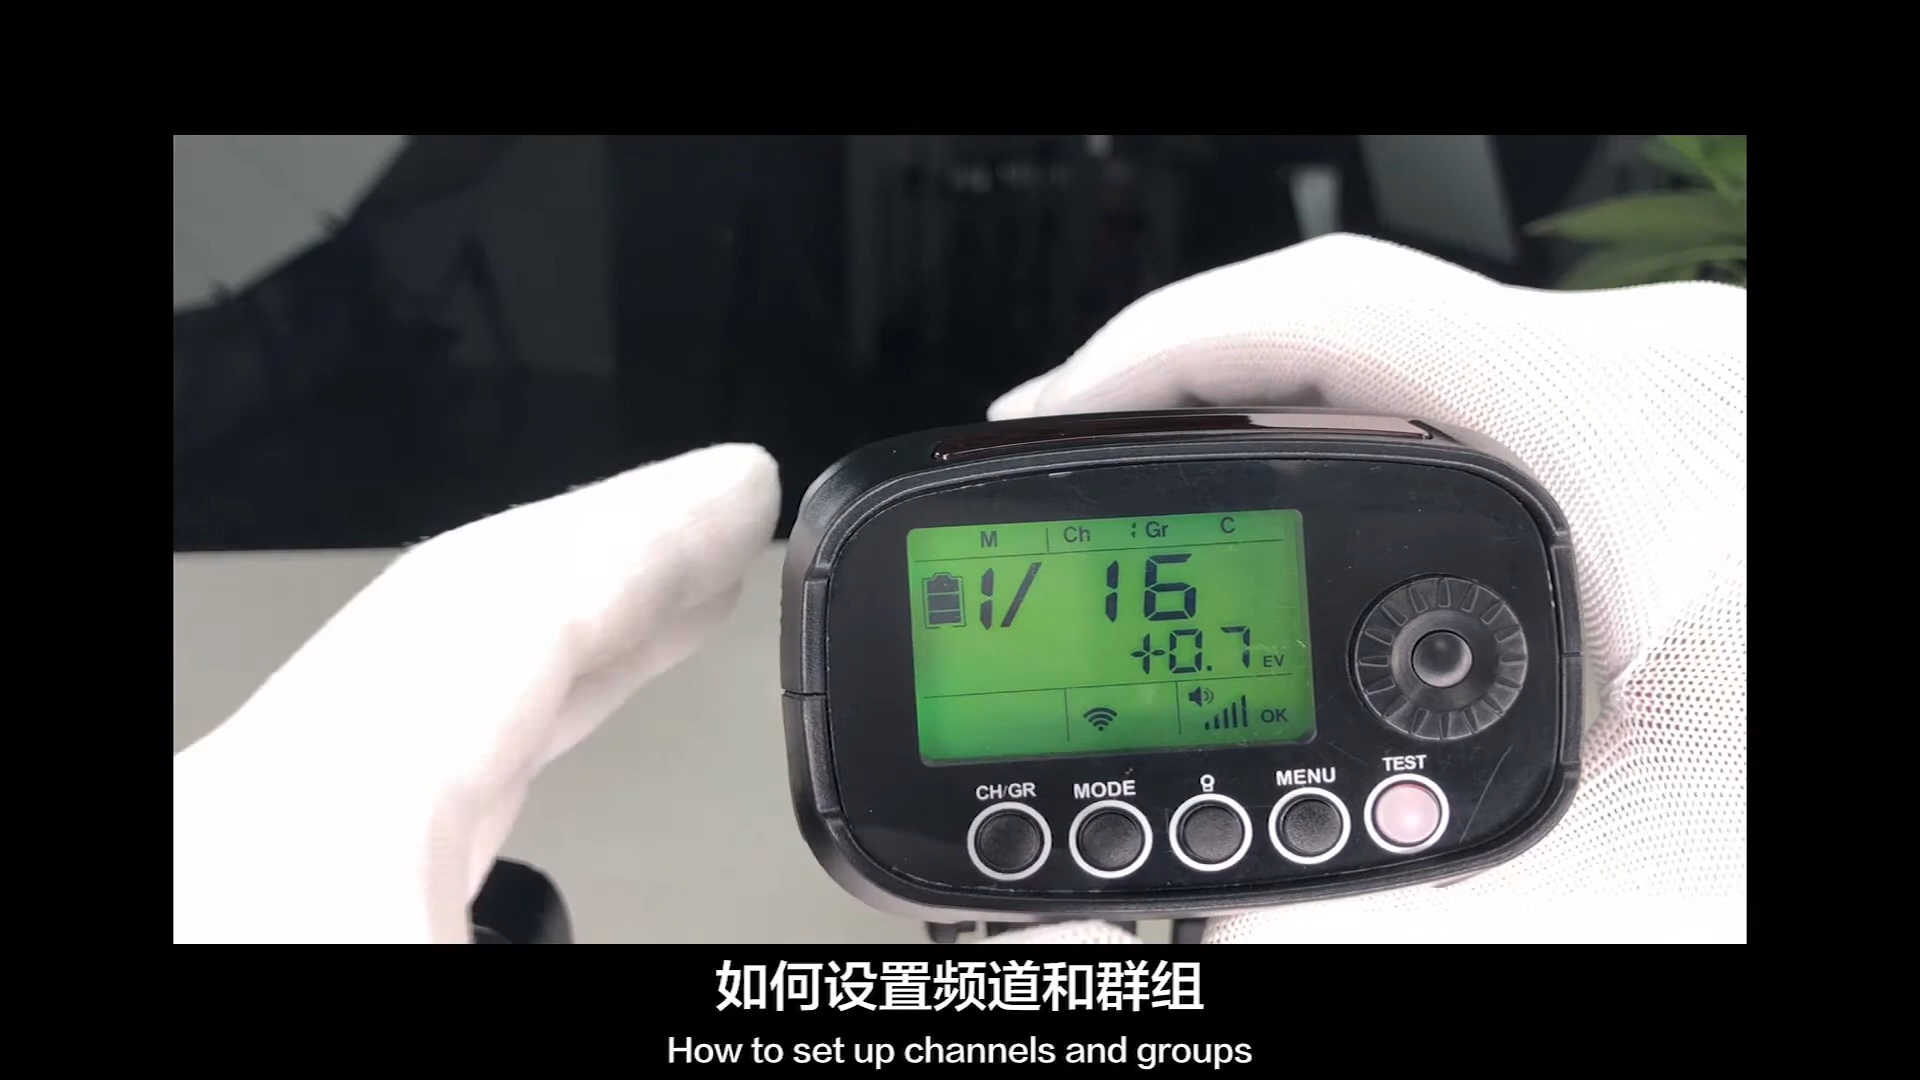 M Ch 1 Gr C
1/ 16
+0.7 EV
OK
CH/GR MODE MENU TEST
如何设置频道和群组
How to set up channels and groups